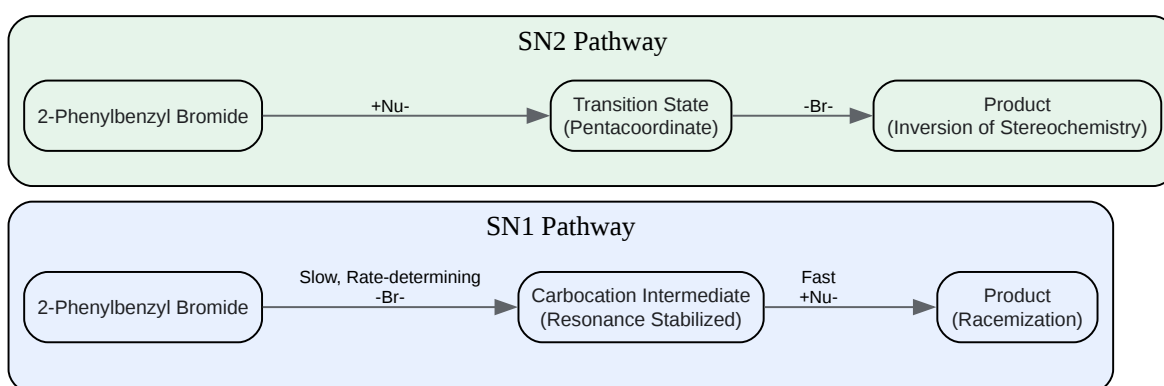 SN2 Pathway
2-Phenylbenzyl Bromide
+Nu-
Transition State
(Pentacoordinate)
-Br-
Product
(Inversion of Stereochemistry)
SN1 Pathway
2-Phenylbenzyl Bromide
Slow, Rate-determining
-Br-
Carbocation Intermediate
(Resonance Stabilized)
Fast
+Nu-
Product
(Racemization)